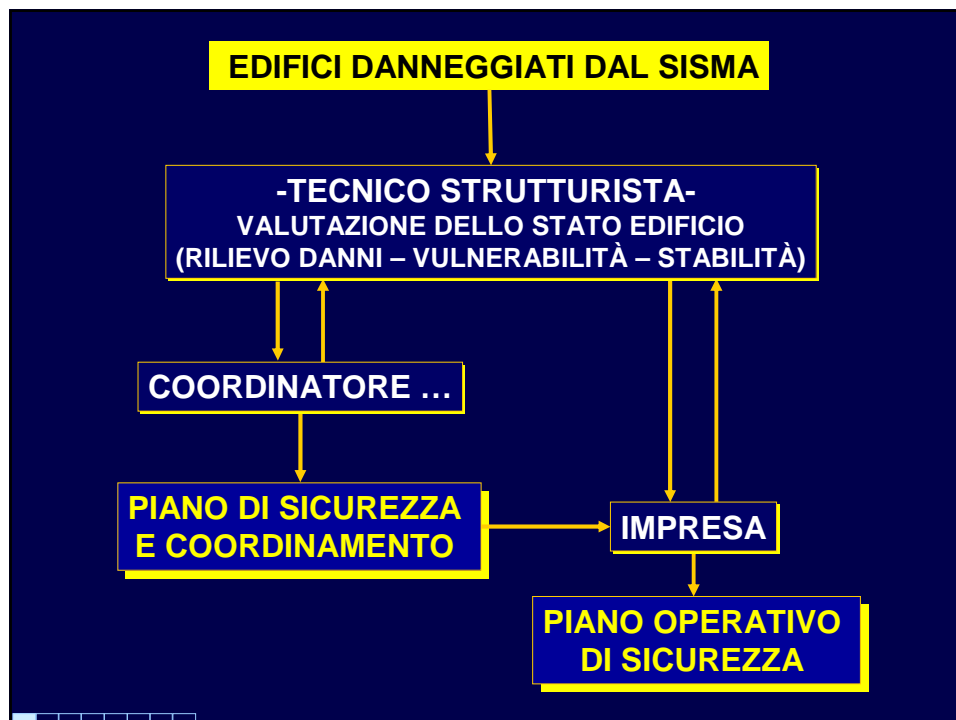 EDIFICI DANNEGGIATI DAL SISMA
-TECNICO STRUTTURISTA-
VALUTAZIONE DELLO STATO EDIFICIO
(RILIEVO DANNI – VULNERABILITÀ – STABILITÀ)
COORDINATORE …
PIANO DI SICUREZZA
E COORDINAMENTO
IMPRESA
PIANO OPERATIVO
DI SICUREZZA